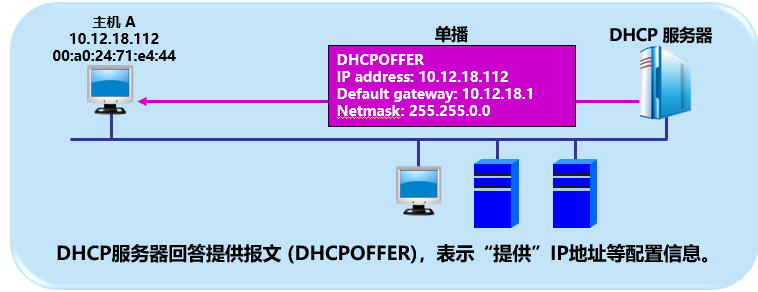 主机 A
10.12.18.112
00:a0:24:71:e4:44
单播
DHCP 服务器
DHCPOFFER
IP address: 10.12.18.112
Default gateway: 10.12.18.1
Netmask: 255.255.0.0
DHCP服务器回答提供报文 (DHCPOFFER)，表示“提供”IP地址等配置信息。